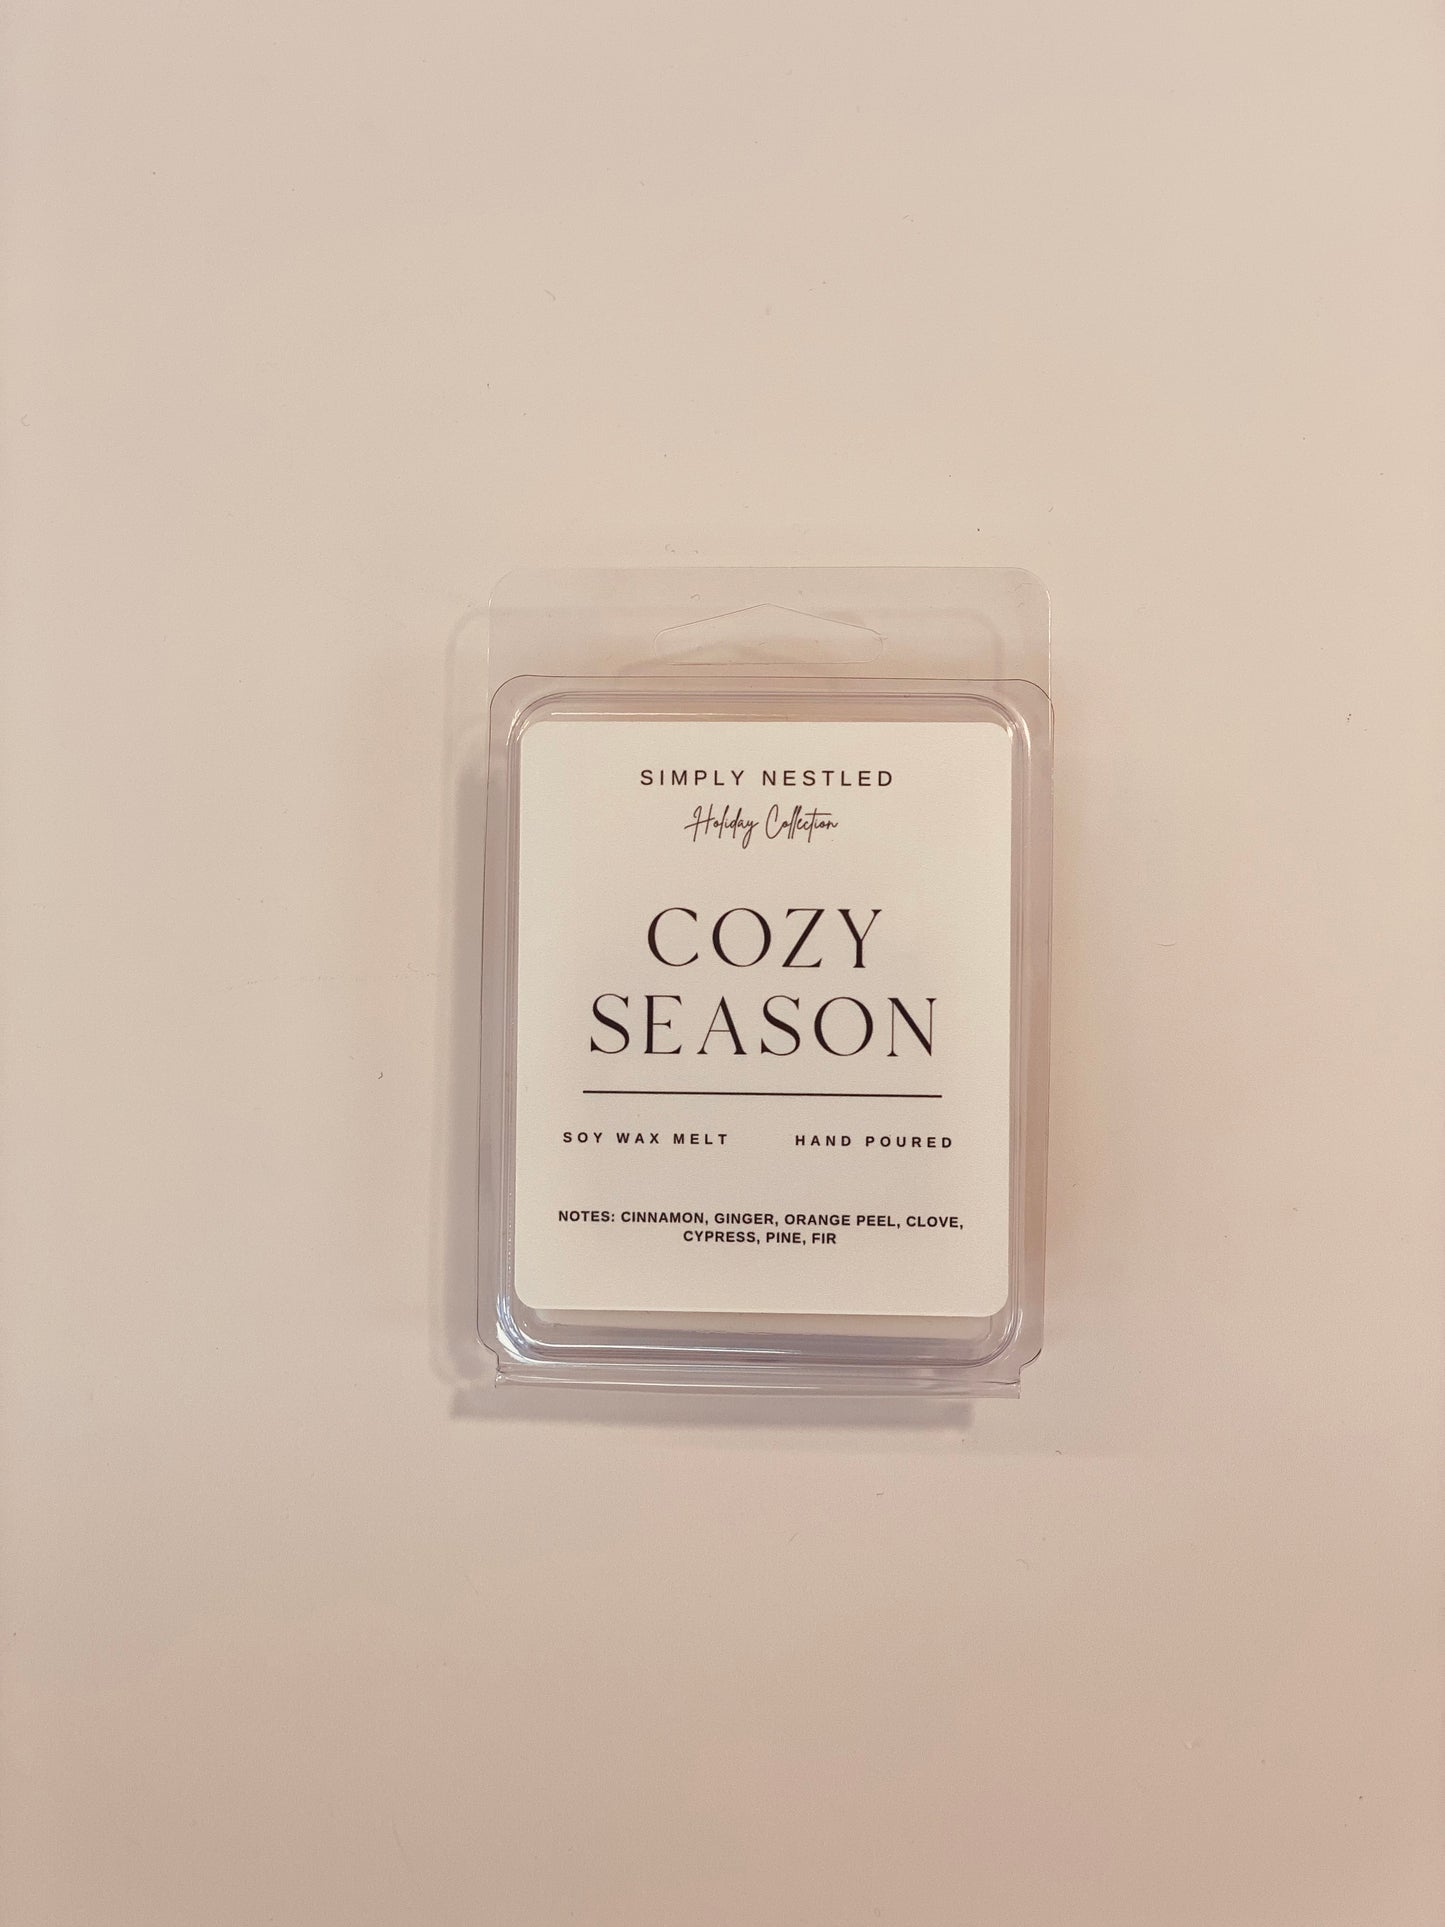 SIMPLY NESTLED
Holiday Collection
COZY
SEASON
SOY WAX MELT HAND POURED
NOTES: CINNAMON, GINGER, ORANGE PEEL, CLOVE,
CYPRESS, PINE, FIR